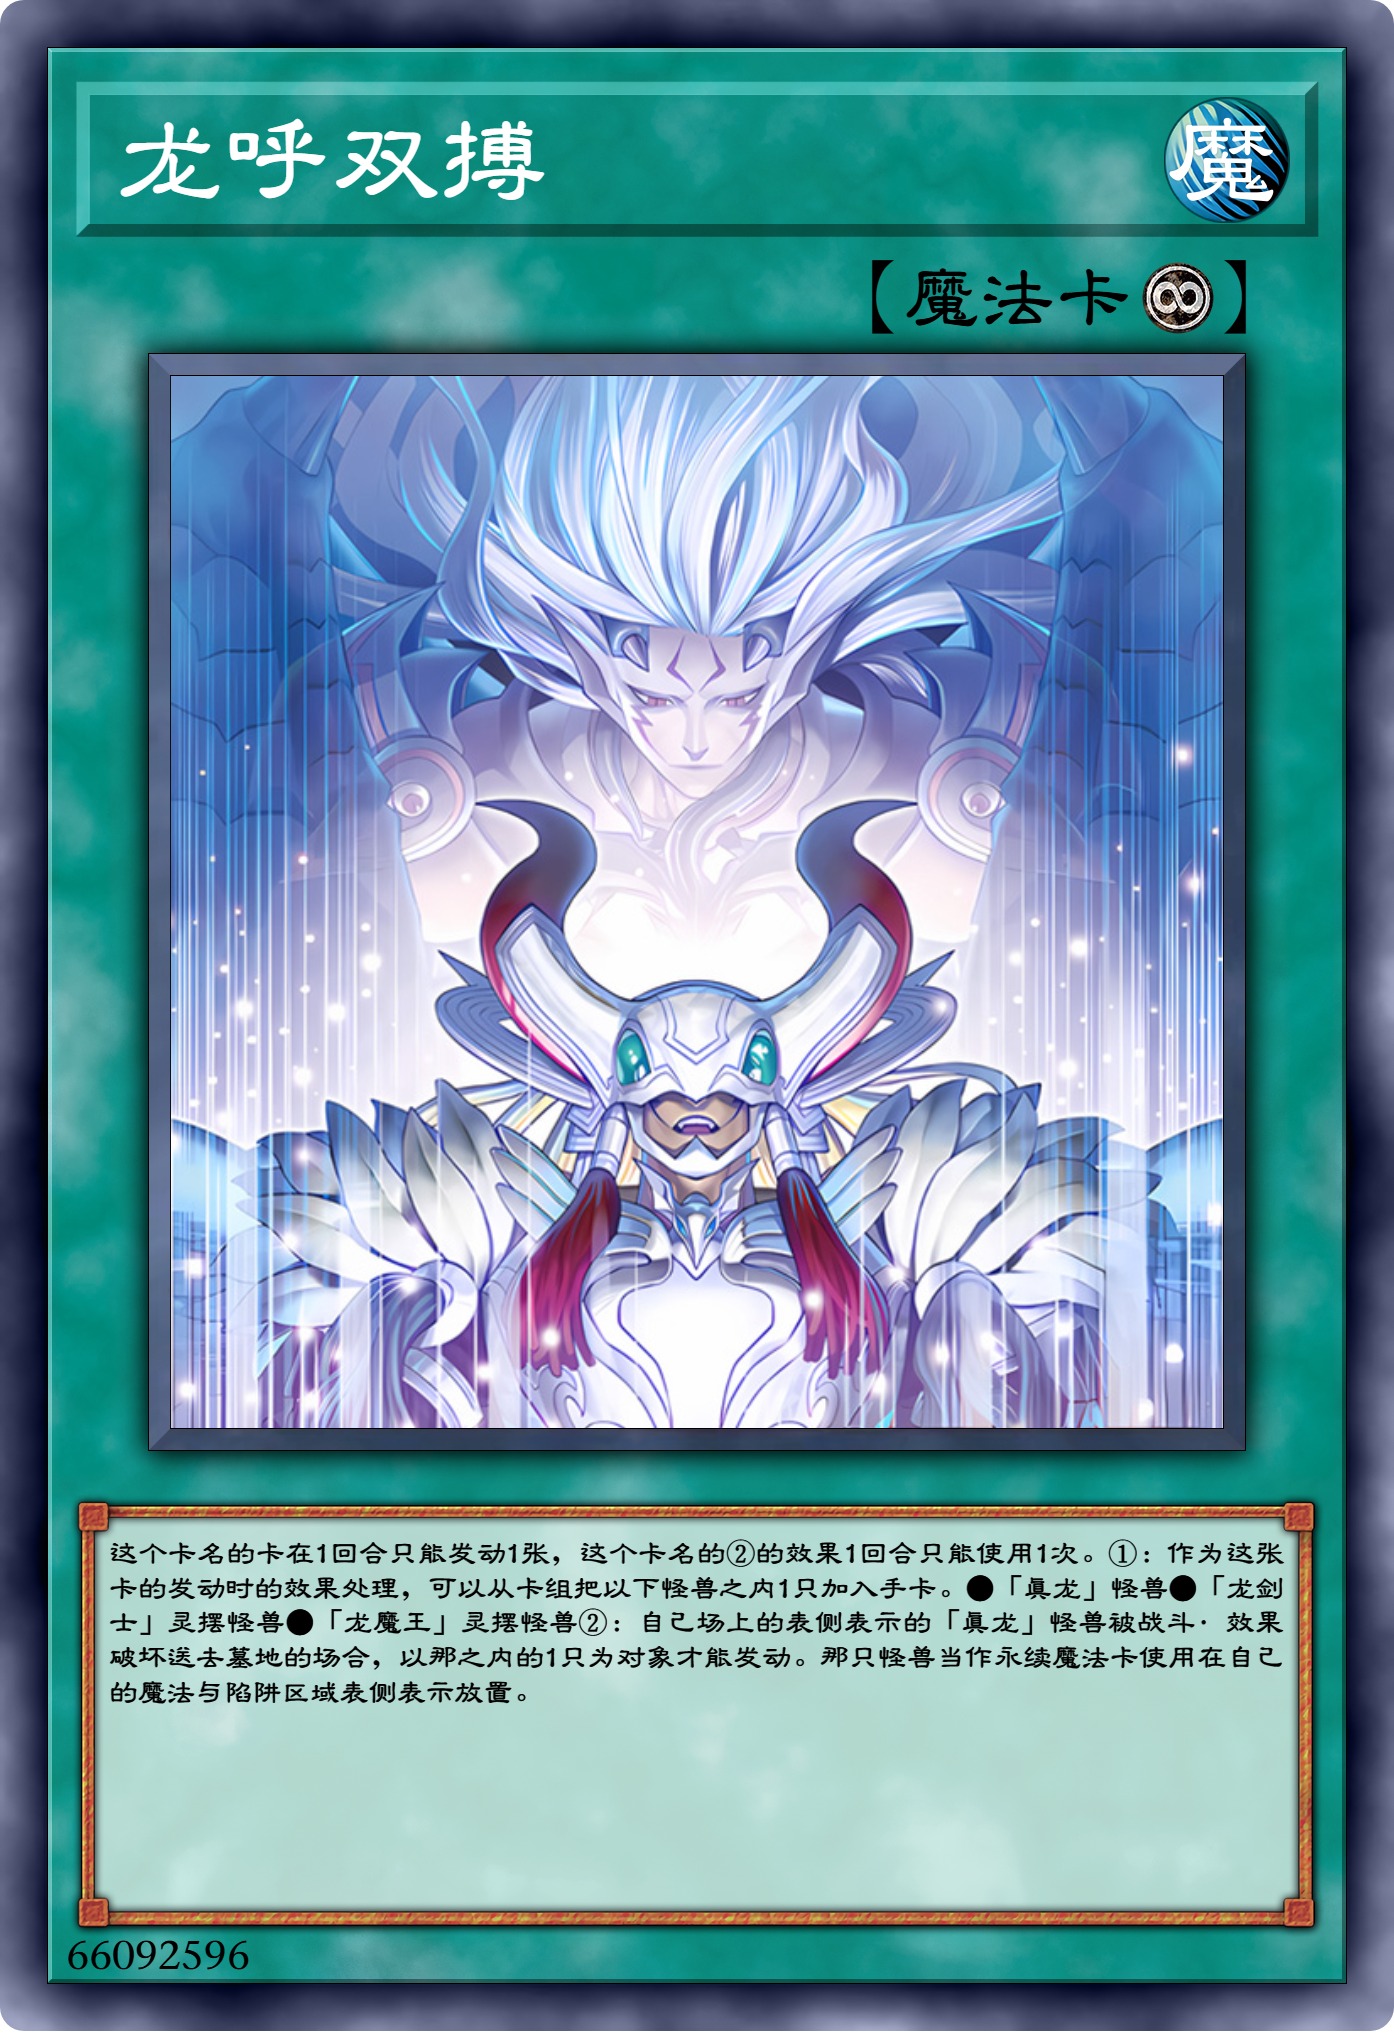 龙呼双搏
魔
【魔法卡】
这个卡名的卡在1回合只能发动1张，这个卡名的②的效果1回合只能使用1次。①：作为这张
卡的发动时的效果处理，可以从卡组把以下怪兽之内1只加入手卡。●「真龙」怪兽●「龙剑
士」灵摆怪兽●「龙魔王」灵摆怪兽②：自己场上的表侧表示的「真龙」怪兽被战斗·效果
破坏送去墓地的场合，以那之内的1只为对象才能发动。那只怪兽当作永续魔法卡使用在自己
的魔法与陷阱区域表侧表示放置。
66092596